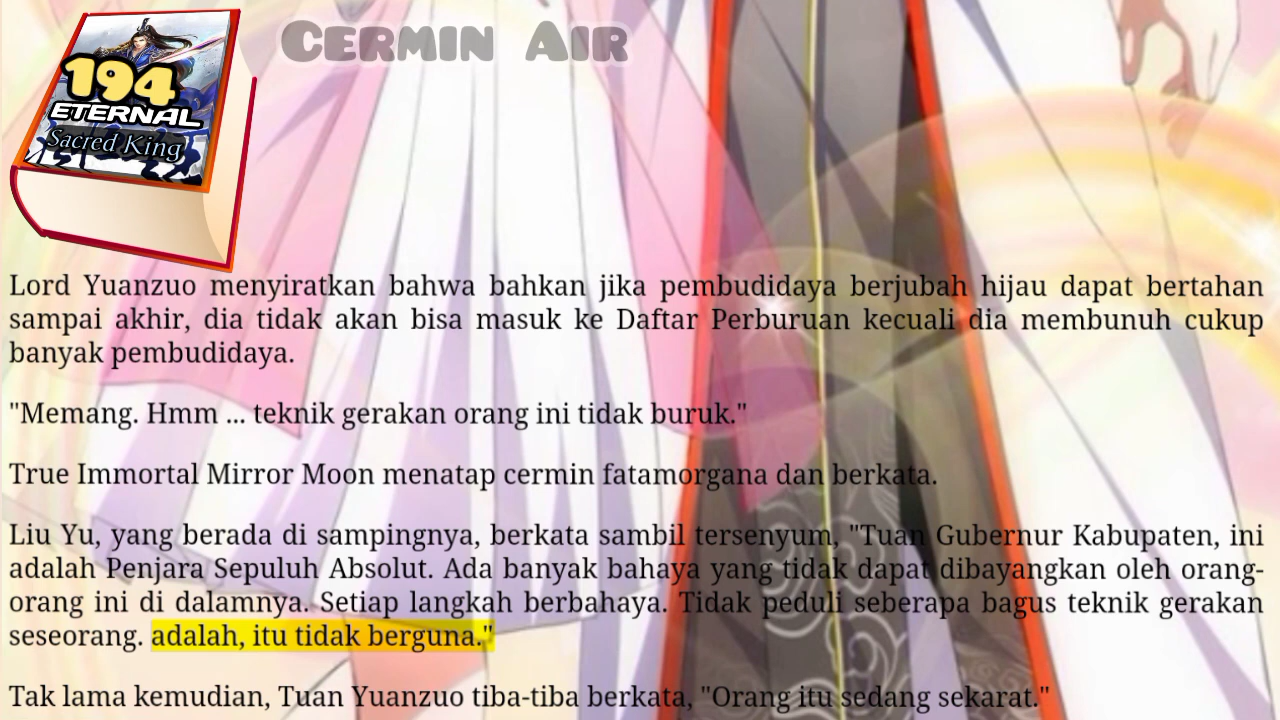 Cermin Air
194
ETERNAL
Sacred King
Lord Yuanzuo menyiratkan bahwa bahkan jika pembudidaya berjubah hijau dapat bertahan
sampai akhir, dia tidak akan bisa masuk ke Daftar Perburuan kecuali dia membunuh cukup
banyak pembudidaya.
"Memang. Hmm ... teknik gerakan orang ini tidak buruk."
True Immortal Mirror Moon menatap cermin fatamorgana dan berkata.
Liu Yu, yang berada di sampingnya, berkata sambil tersenyum, "Tuan Gubernur Kabupaten, ini
adalah Penjara Sepuluh Absolut. Ada banyak bahaya yang tidak dapat dibayangkan oleh orang-
orang ini di dalamnya. Setiap langkah berbahaya. Tidak peduli seberapa bagus teknik gerakan
seseorang. adalah, itu tidak berguna."
Tak lama kemudian, Tuan Yuanzuo tiba-tiba berkata, "Orang itu sedang sekarat."